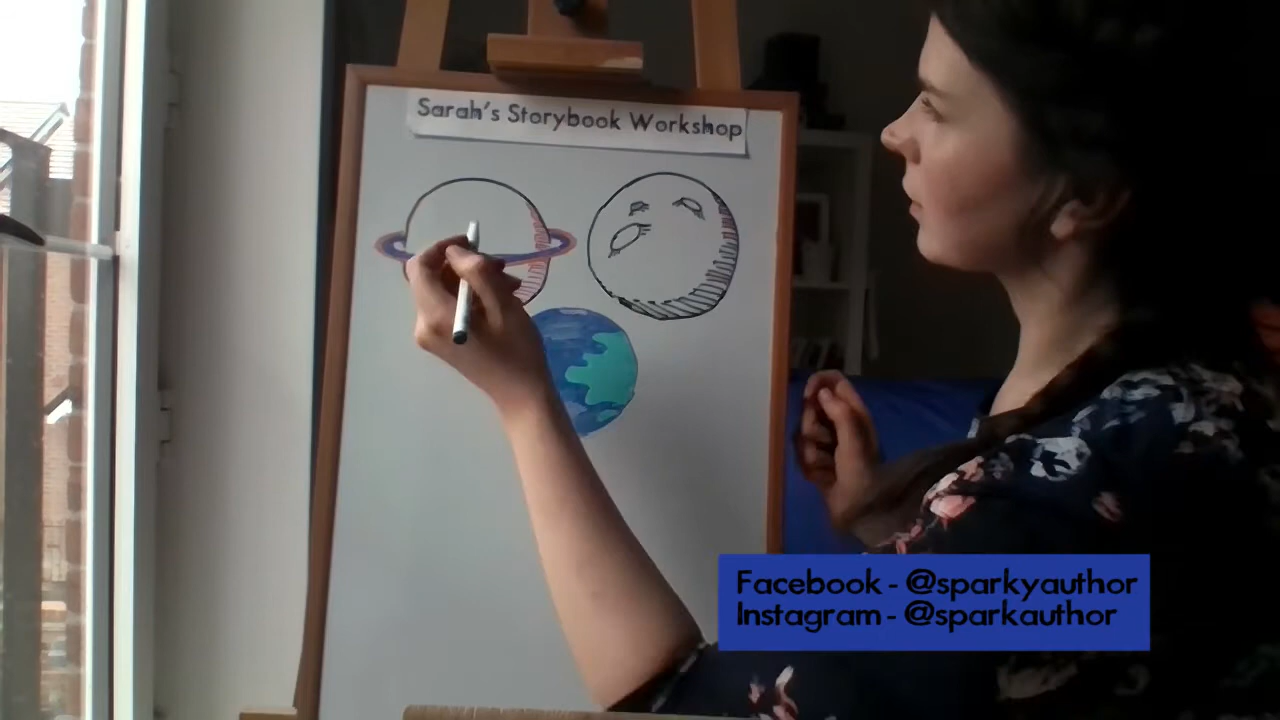 Sarah's Storybook Workshop
Facebook - @sparkyauthor
Instagram - @sparkauthor